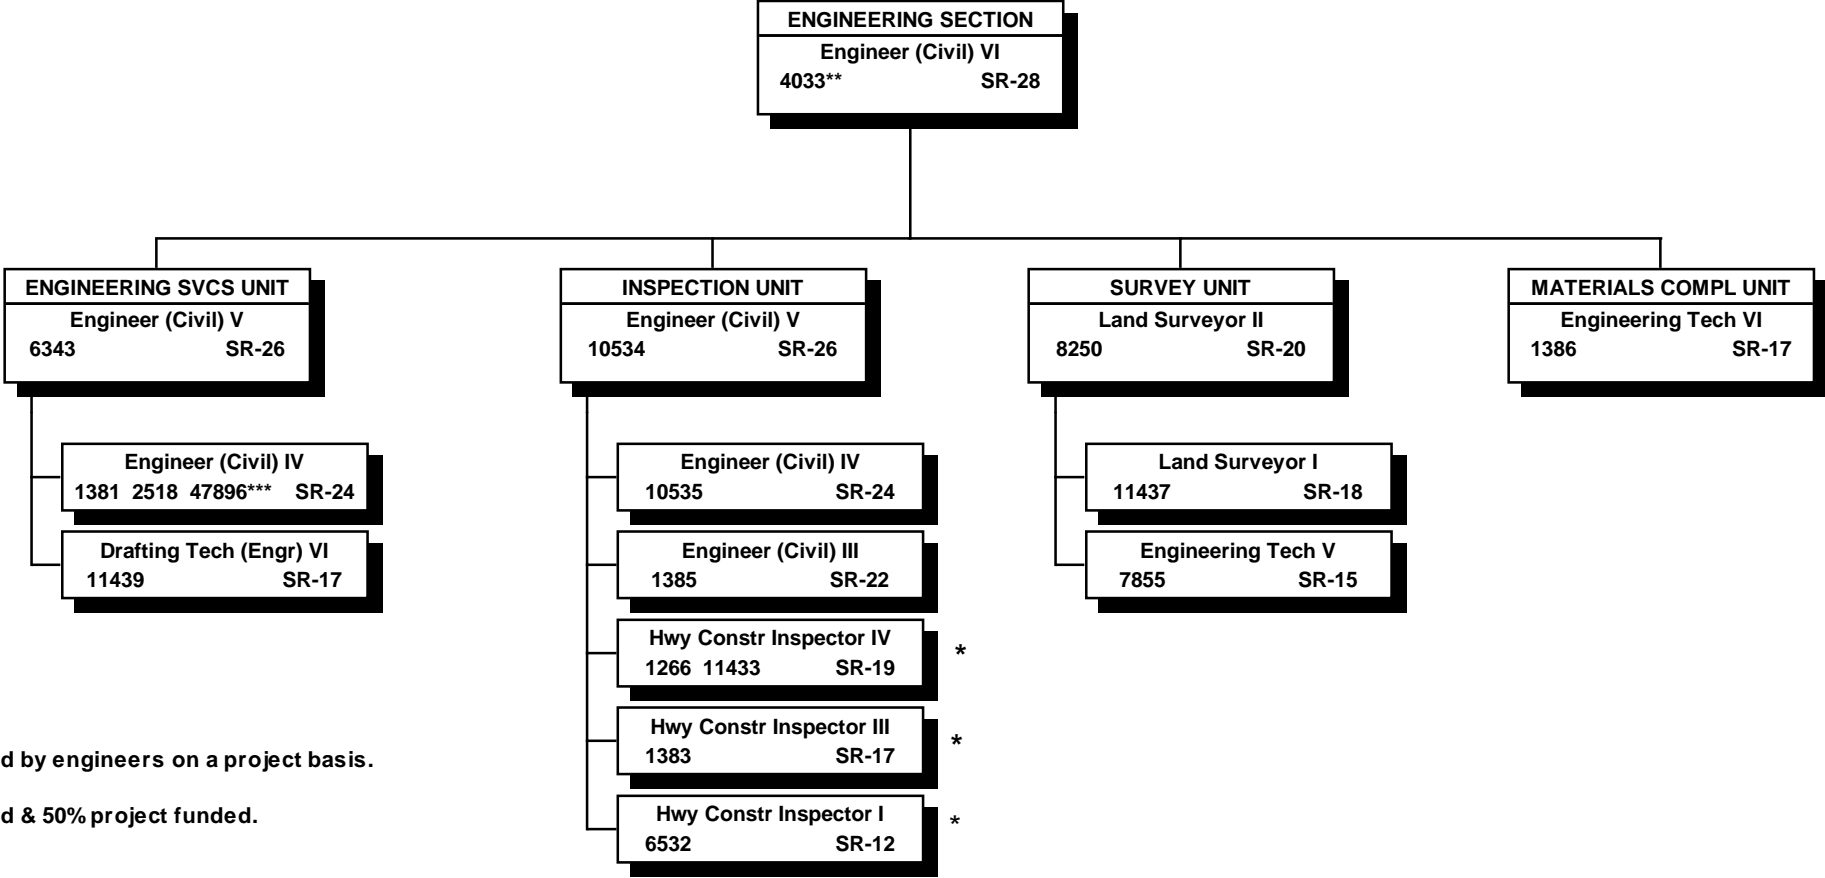 ENGINEERING SECTION
Engineer (Civil) VI
4033** SR-28
ENGINEERING SVCS UNIT
Engineer (Civil) V
6343 SR-26
Engineer (Civil) IV
1381 2518 47896*** SR-24
Drafting Tech (Engr) VI
11439 SR-17
INSPECTION UNIT
Engineer (Civil) V
10534 SR-26
Engineer (Civil) IV
10535 SR-24
Engineer (Civil) III
1385 SR-22
Hwy Constr Inspector IV
1266 11433 SR-19 *
Hwy Constr Inspector III
1383 SR-17 *
Hwy Constr Inspector I
6532 SR-12 *
SURVEY UNIT
Land Surveyor II
8250 SR-20
Land Surveyor I
11437 SR-18
Engineering Tech V
7855 SR-15
MATERIALS COMPL UNIT
Engineering Tech VI
1386 SR-17
d by engineers on a project basis.
d & 50% project funded.